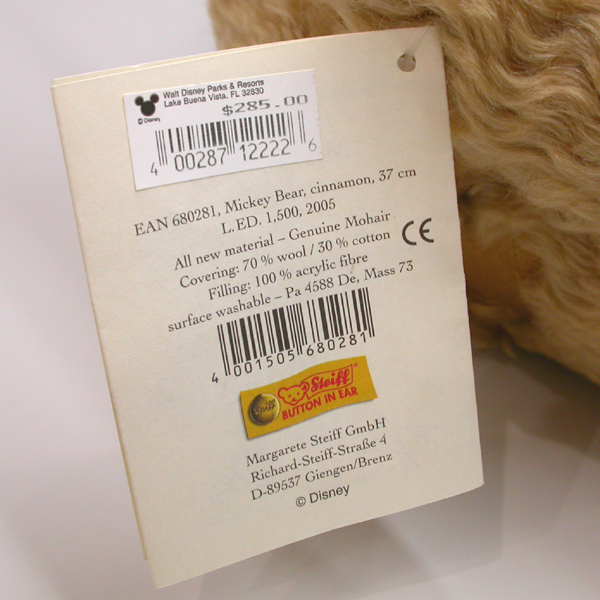 Walt Disney Parks & Resorts
Lake Buena Vista, FL 32830
© Disney
$285.00
4 00287 12222 6
EAN 680281, Mickey Bear, cinnamon, 37 cm
L.ED. 1,500, 2005
All new material – Genuine Mohair
Covering: 70 % wool / 30 % cotton
Filling: 100 % acrylic fibre
surface washable – Pa 4588 De, Mass 73
CE
4 001505 680281
Steiff
BUTTON IN EAR
Margarete Steiff GmbH
Richard-Steiff-Straße 4
D-89537 Giengen/Brenz
© Disney